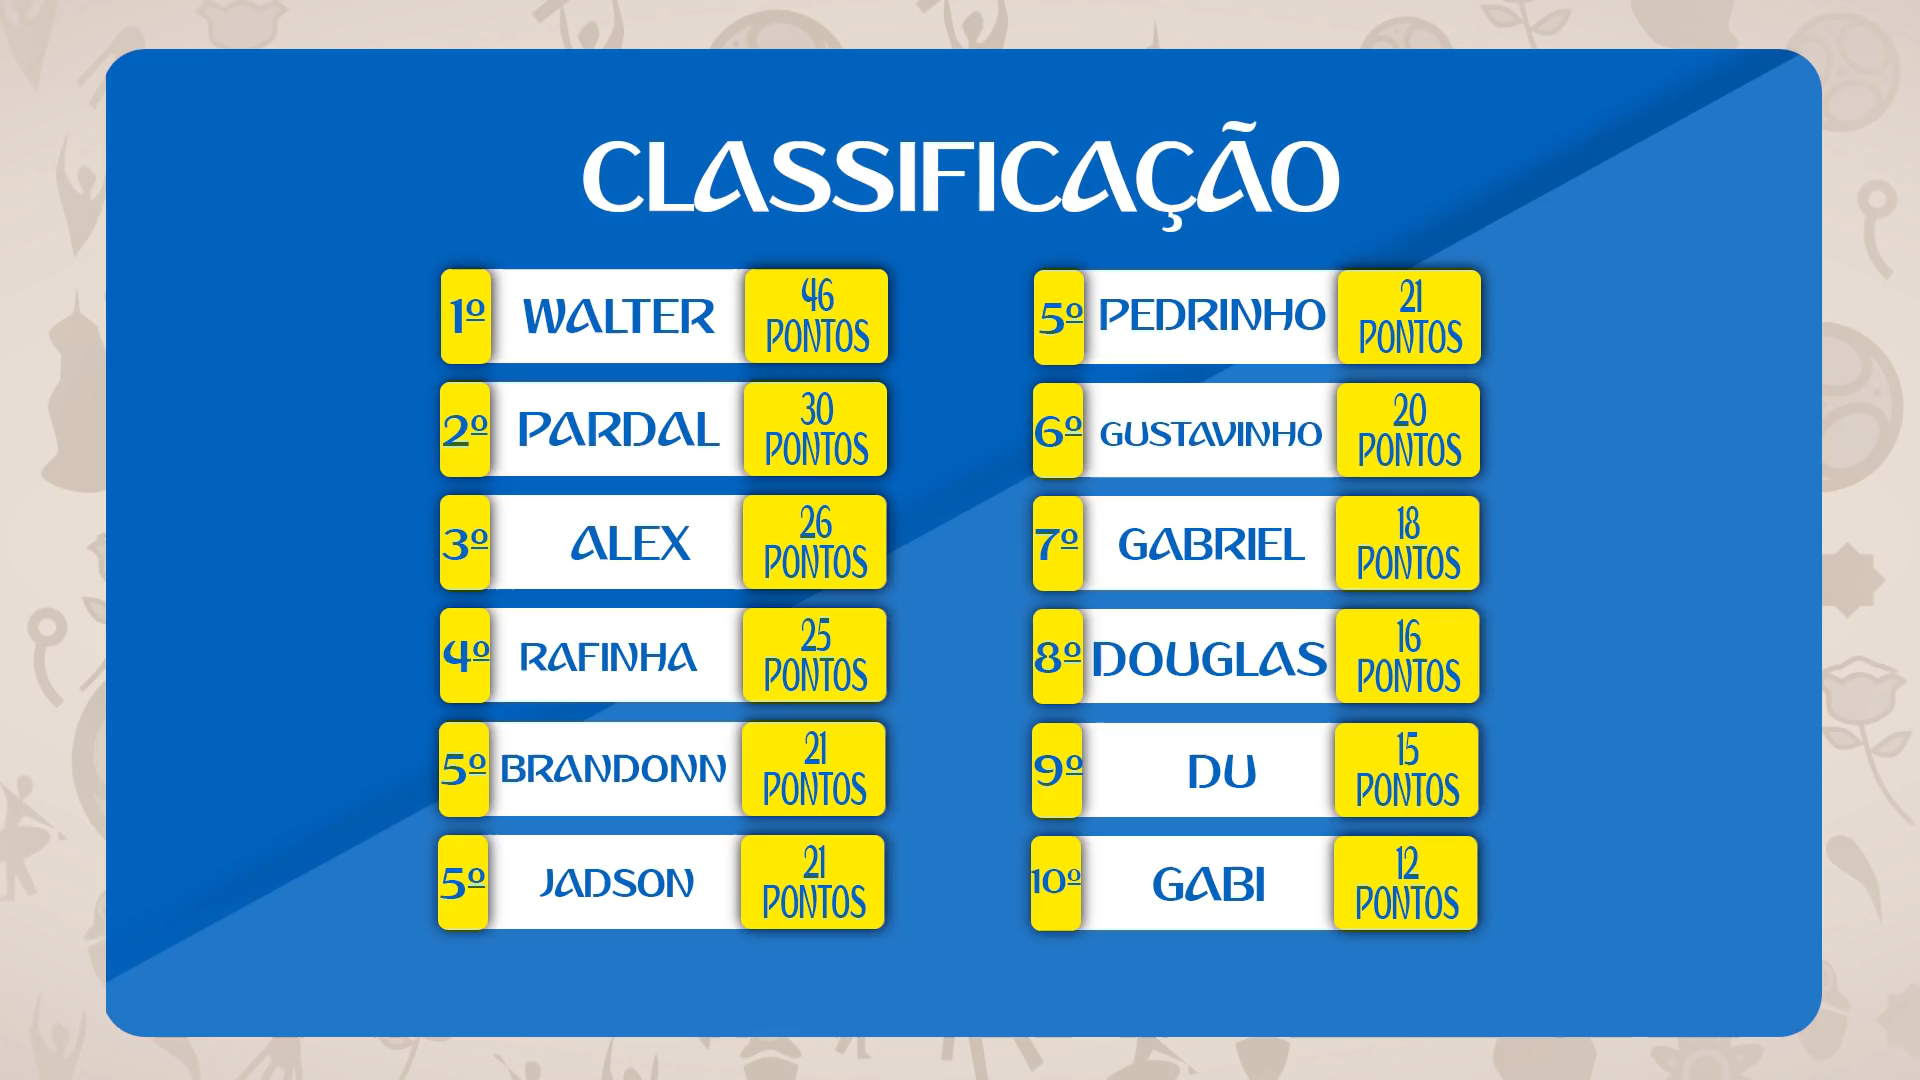 CLASSIFICAÇÃO
1º WALTER 46 PONTOS
2º PARDAL 30 PONTOS
3º ALEX 26 PONTOS
4º RAFINHA 25 PONTOS
5º BRANDONN 21 PONTOS
5º JADSON 21 PONTOS
5º PEDRINHO 21 PONTOS
6º GUSTAVINHO 20 PONTOS
7º GABRIEL 18 PONTOS
8º DOUGLAS 16 PONTOS
9º DU 15 PONTOS
10º GABI 12 PONTOS